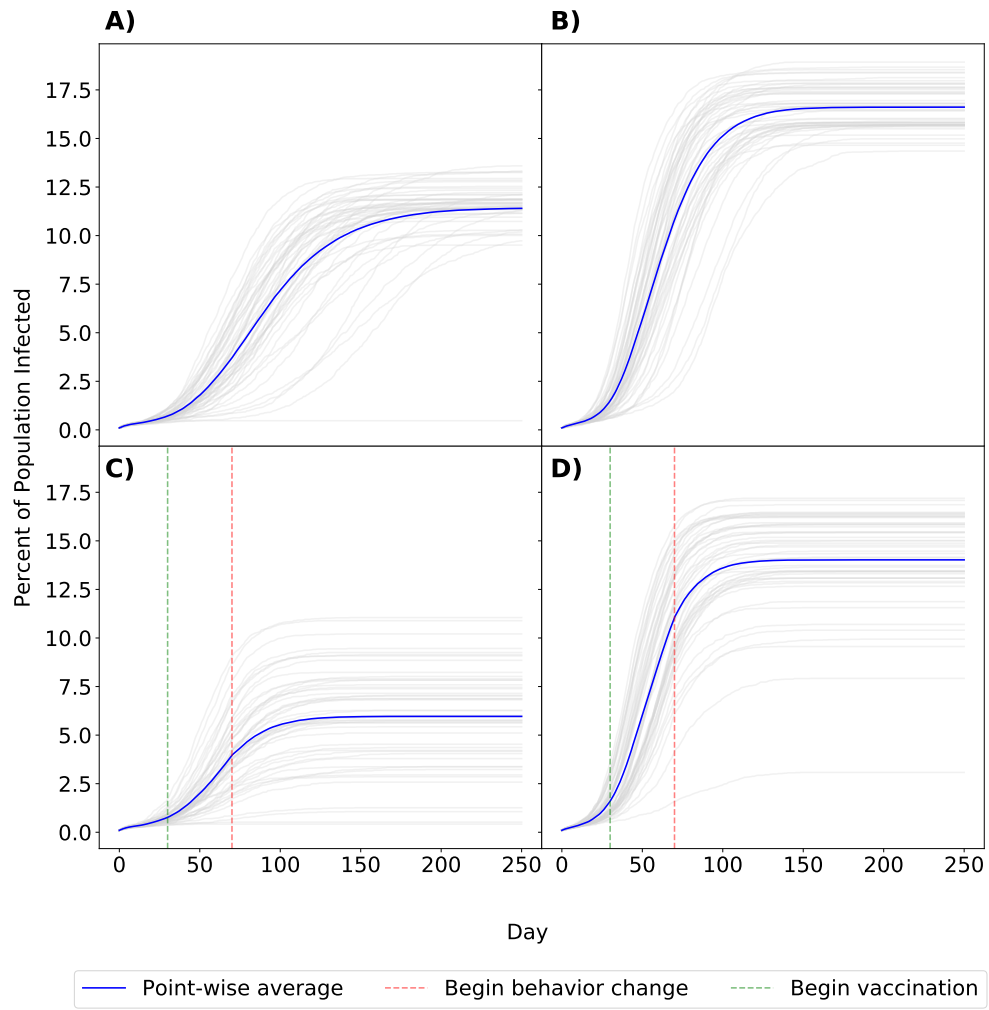 A)
B)
17.5
15.0
12.5
10.0
7.5
5.0
2.5
0.0
C)
D)
17.5
15.0
12.5
10.0
7.5
5.0
2.5
0.0
Percent of Population Infected
0 50 100 150 200 250
0 50 100 150 200 250
Day
Point-wise average
Begin behavior change
Begin vaccination